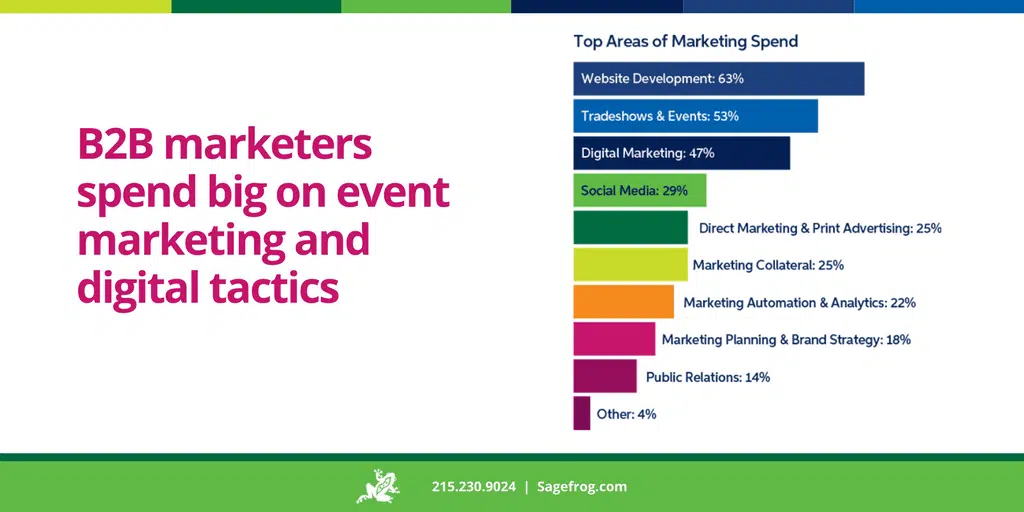 B2B marketers
spend big on event
marketing and
digital tactics
Top Areas of Marketing Spend
Website Development: 63%
Tradeshows & Events: 53%
Digital Marketing: 47%
Social Media: 29%
Direct Marketing & Print Advertising: 25%
Marketing Collateral: 25%
Marketing Automation & Analytics: 22%
Marketing Planning & Brand Strategy: 18%
Public Relations: 14%
Other: 4%
215.230.9024 | Sagefrog.com